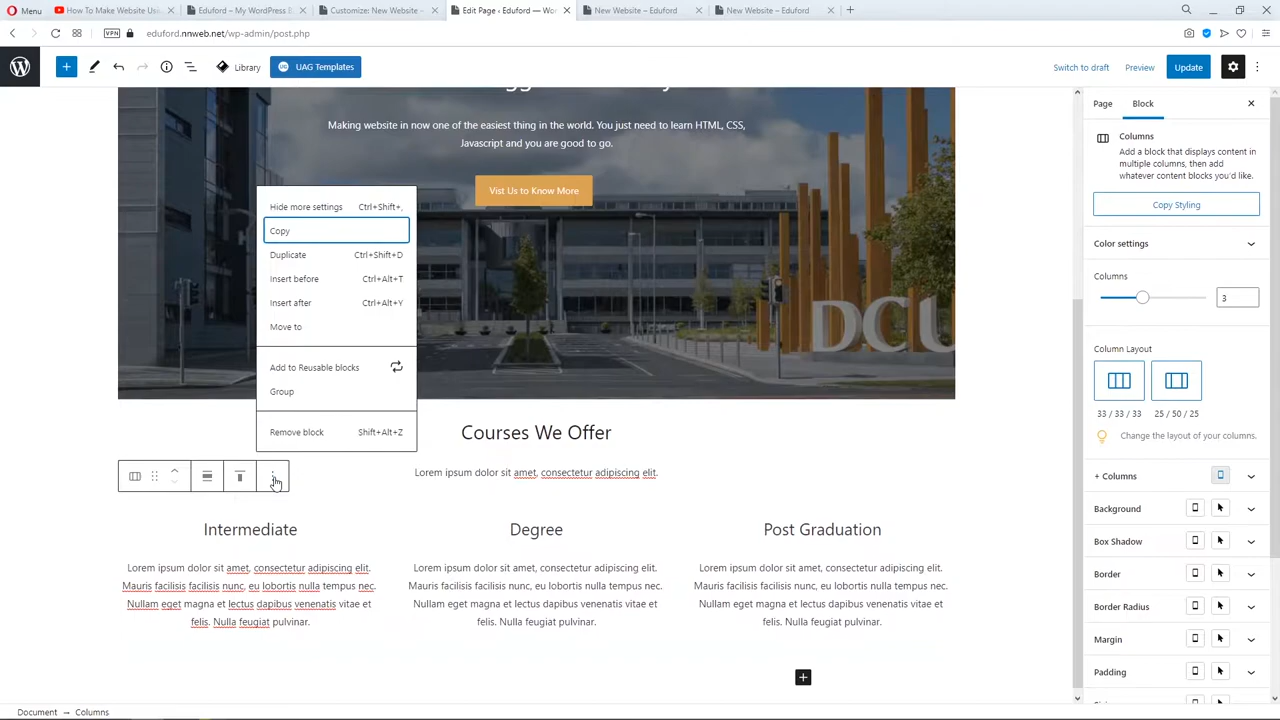 Menu
How To Make Website Usin
Eduford – My WordPress
Customize: New Website –
Edit Page ‹ Eduford — Wor
New Website – Eduford
New Website – Eduford
VPN
eduford.nnweb.net/wp-admin/post.php
Library
UAG Templates
Switch to draft
Preview
Update
Page
Block
Making website in now one of the easiest thing in the world. You just need to learn HTML, CSS,
Javascript and you are good to go.
Vist Us to Know More
DCU
Hide more settings Ctrl+Shift+,
Copy
Duplicate Ctrl+Shift+D
Insert before Ctrl+Alt+T
Insert after Ctrl+Alt+Y
Move to
Add to Reusable blocks
Group
Remove block Shift+Alt+Z
Courses We Offer
Lorem ipsum dolor sit amet, consectetur adipiscing elit.
Intermediate
Lorem ipsum dolor sit amet, consectetur adipiscing elit.
Mauris facilisis facilisis nunc, eu lobortis nulla tempus nec.
Nullam eget magna et lectus dapibus venenatis vitae et
felis. Nulla feugiat pulvinar.
Degree
Lorem ipsum dolor sit amet, consectetur adipiscing elit.
Mauris facilisis facilisis nunc, eu lobortis nulla tempus nec.
Nullam eget magna et lectus dapibus venenatis vitae et
felis. Nulla feugiat pulvinar.
Post Graduation
Lorem ipsum dolor sit amet, consectetur adipiscing elit.
Mauris facilisis facilisis nunc, eu lobortis nulla tempus nec.
Nullam eget magna et lectus dapibus venenatis vitae et
felis. Nulla feugiat pulvinar.
Columns
Add a block that displays content in
multiple columns, then add
whatever content blocks you'd like.
Copy Styling
Color settings
Columns
3
Column Layout
33 / 33 / 33
25 / 50 / 25
Change the layout of your columns.
+ Columns
Background
Box Shadow
Border
Border Radius
Margin
Padding
Document → Columns